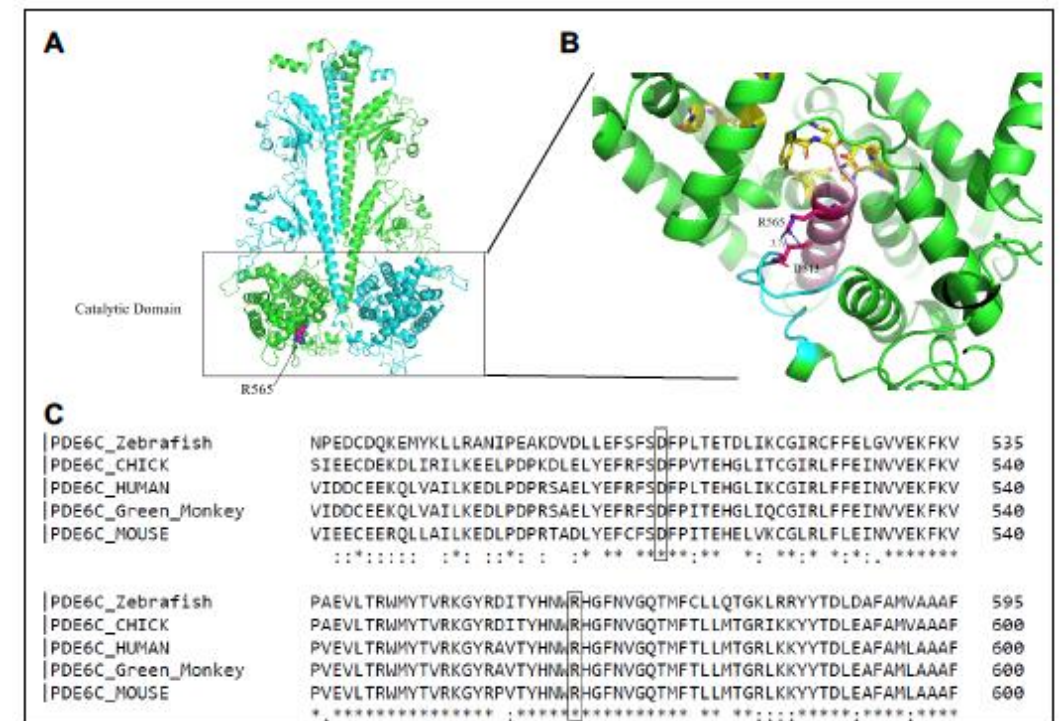 A
B
Catalytic Domain
R565
R565
C
|PDE6C_Zebrafish NPEDCDQKEMYKLLRANIPEAKDVDLLEFSFSDFPLTETDLIKCGIRCFFELGVVEKFKV 535
|PDE6C_CHICK SIEECDEKDLIRILKEELPDPKDLELYEFRFSDFPVTEHGLITCGIRLFFEINVVEKFKV 540
|PDE6C_HUMAN VIDDCEEKQLVAILKEDLPDPRSAELYEFRFSDFPLTEHGLIKCGIRLFFEINVVEKFKV 540
|PDE6C_Green_Monkey VIDDCEEKQLVAILKEDLPDPRSAELYEFRFSDFPITEHGLIQCGIRLFFEINVVEKFKV 540
|PDE6C_MOUSE VIEECEERQLLAILKEDLPDPRTADLYEFCFSDFPITEHELVKCGIRLFLEINVVEKFKV 540
::*::::: :*: :*: : :* ** ***** :** *: ***:* *:.*******
|PDE6C_Zebrafish PAEVLTRWMYTVRKGYRDITYHNWRHGFNVGQTMFCLLQTGKLRRYYTDLDAFAMVAAAF 595
|PDE6C_CHICK PAEVLTRWMYTVRKGYRDITYHNWRHGFNVGQTMFTLLMTGRIKKYYTDLEAFAMVAAAF 600
|PDE6C_HUMAN PVEVLTRWMYTVRKGYRAVTYHNWRHGFNVGQTMFTLLMTGRLKKYYTDLEAFAMLAAAF 600
|PDE6C_Green_Monkey PVEVLTRWMYTVRKGYRAVTYHNWRHGFNVGQTMFTLLMTGRLKKYYTDLEAFAMLAAAF 600
|PDE6C_MOUSE PVEVLTRWMYTVRKGYRPVTYHNWRHGFNVGQTMFTLLMTGRLKKYYTDLEAFAMLAAAF 600
*.*************** :**************** ** **::::*****:****:****